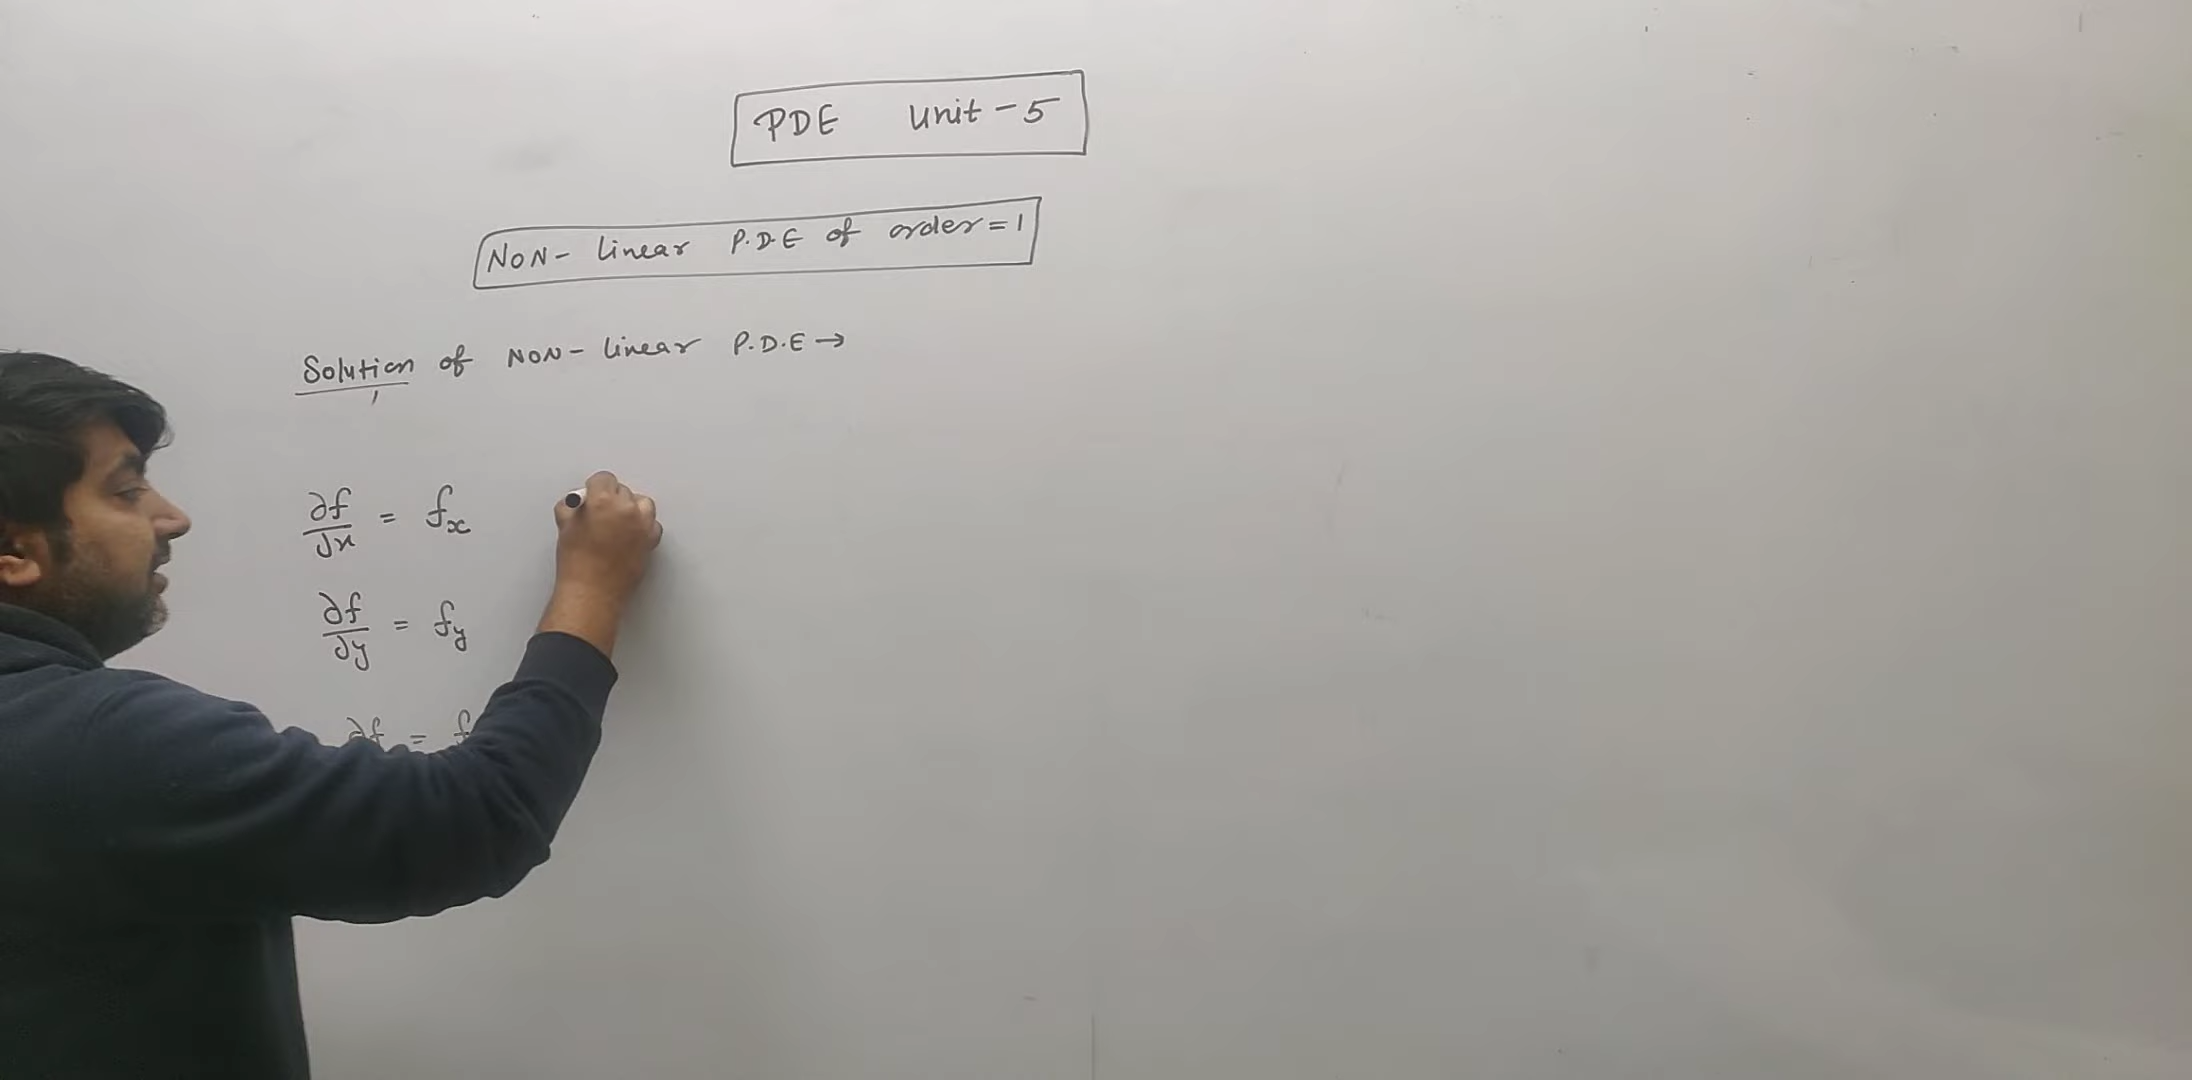 PDE Unit - 5
NON - linear P.D.E of order = 1
Solution of NON - linear P.D.E →
∂f/∂x = fx
∂f/∂y = fy
∂f = f